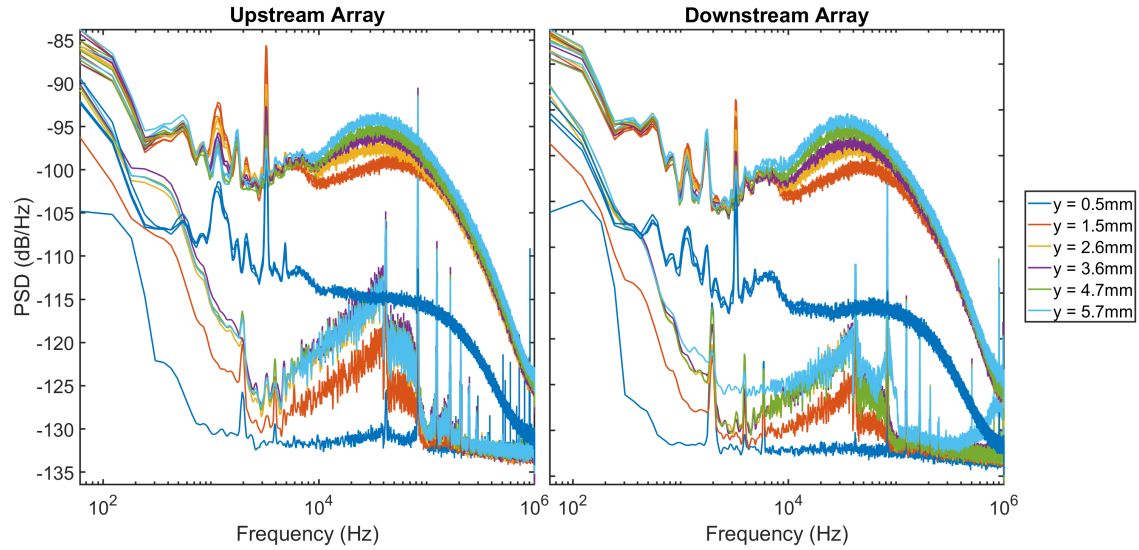 Upstream Array
Downstream Array
PSD (dB/Hz)
-85
-90
-95
-100
-105
-110
-115
-120
-125
-130
-135
10^2
10^4
10^6
Frequency (Hz)
10^2
10^4
10^6
Frequency (Hz)
y = 0.5mm
y = 1.5mm
y = 2.6mm
y = 3.6mm
y = 4.7mm
y = 5.7mm